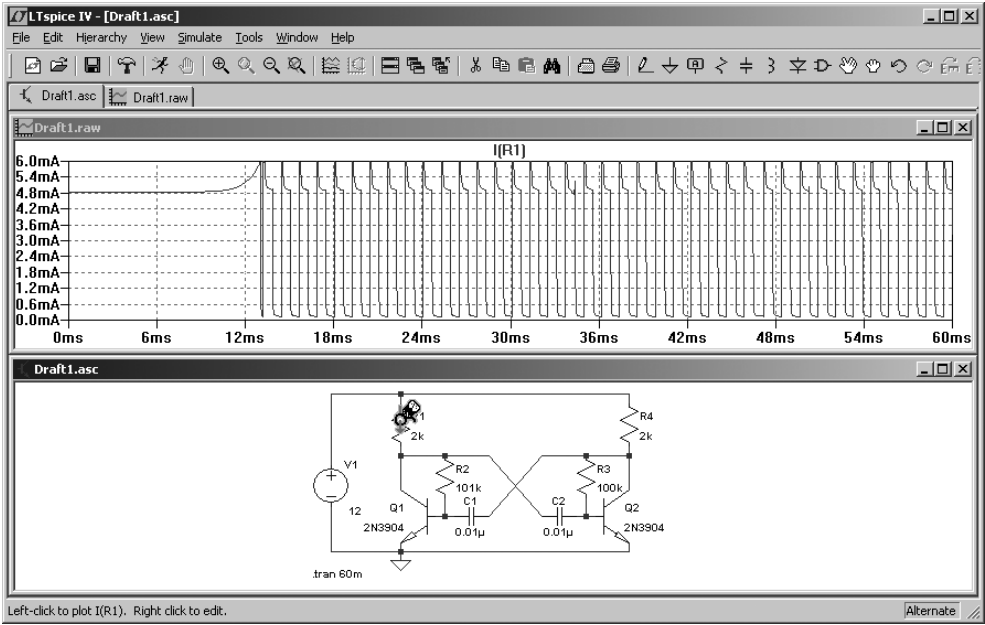 LTspice IV - [Draft1.asc]
File Edit Hierarchy View Simulate Tools Window Help
Draft1.asc Draft1.raw
Draft1.raw
I(R1)
6.0mA
5.4mA
4.8mA
4.2mA
3.6mA
3.0mA
2.4mA
1.8mA
1.2mA
0.6mA
0.0mA
0ms 6ms 12ms 18ms 24ms 30ms 36ms 42ms 48ms 54ms 60ms
Draft1.asc
1 R4
2k 2k
V1 R2 R3
101k 100k
12 Q1 C1 C2 Q2
2N3904 0.01µ 0.01µ 2N3904
.tran 60m
Left-click to plot I(R1). Right click to edit.
Alternate